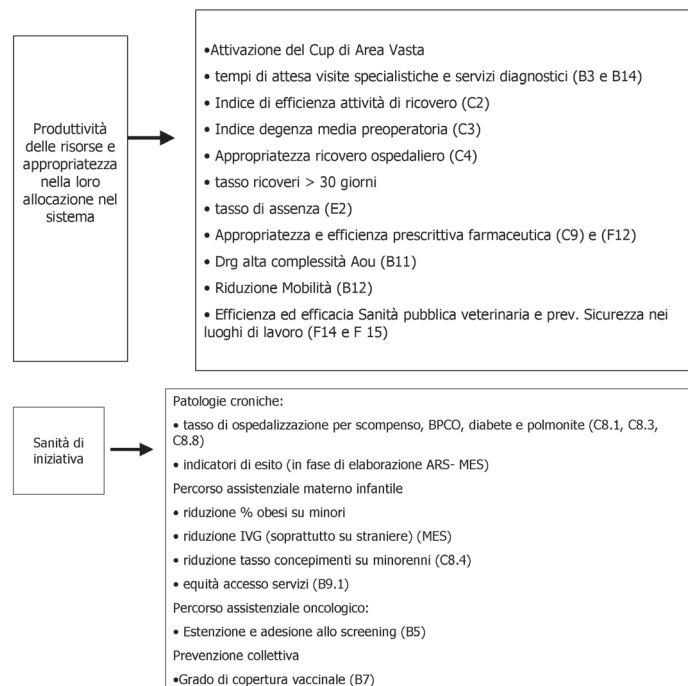 Produttività
delle risorse e
appropriatezza
nella loro
allocazione nel
sistema
•Attivazione del Cup di Area Vasta
• tempi di attesa visite specialistiche e servizi diagnostici (B3 e B14)
• Indice di efficienza attività di ricovero (C2)
• Indice degenza media preoperatoria (C3)
• Appropriatezza ricovero ospedaliero (C4)
• tasso ricoveri > 30 giorni
• tasso di assenza (E2)
• Appropriatezza e efficienza prescrittiva farmaceutica (C9) e (F12)
• Drg alta complessità Aou (B11)
• Riduzione Mobilità (B12)
• Efficienza ed efficacia Sanità pubblica veterinaria e prev. Sicurezza nei
luoghi di lavoro (F14 e F 15)
Sanità di
iniziativa
Patologie croniche:
• tasso di ospedalizzazione per scompenso, BPCO, diabete e polmonite (C8.1, C8.3,
C8.8)
• indicatori di esito (in fase di elaborazione ARS- MES)
Percorso assistenziale materno infantile
• riduzione % obesi su minori
• riduzione IVG (soprattutto su straniere) (MES)
• riduzione tasso concepimenti su minorenni (C8.4)
• equità accesso servizi (B9.1)
Percorso assistenziale oncologico:
• Estenzione e adesione allo screening (B5)
Prevenzione collettiva
•Grado di copertura vaccinale (B7)